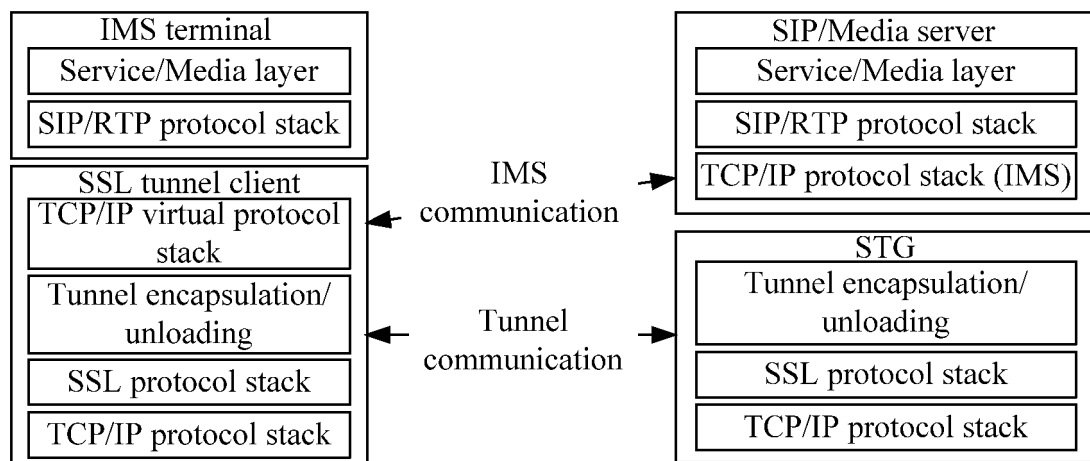 IMS terminal
Service/Media layer
SIP/RTP protocol stack
SSL tunnel client
TCP/IP virtual protocol
stack
Tunnel encapsulation/
unloading
SSL protocol stack
TCP/IP protocol stack
IMS
communication
Tunnel
communication
SIP/Media server
Service/Media layer
SIP/RTP protocol stack
TCP/IP protocol stack (IMS)
STG
Tunnel encapsulation/
unloading
SSL protocol stack
TCP/IP protocol stack